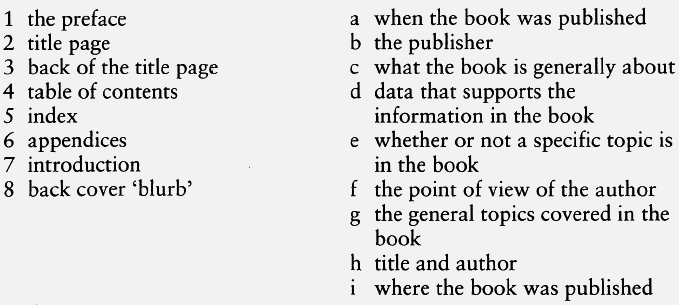 1 the preface
2 title page
3 back of the title page
4 table of contents
5 index
6 appendices
7 introduction
8 back cover ‘blurb’
a when the book was published
b the publisher
c what the book is generally about
d data that supports the
information in the book
e whether or not a specific topic is
in the book
f the point of view of the author
g the general topics covered in the
book
h title and author
i where the book was published